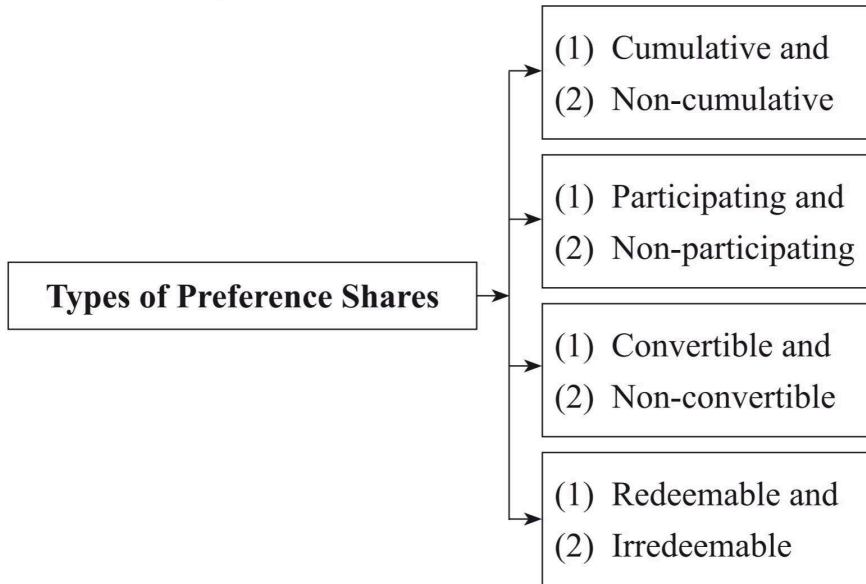 Types of Preference Shares
(1) Cumulative and
(2) Non-cumulative
(1) Participating and
(2) Non-participating
(1) Convertible and
(2) Non-convertible
(1) Redeemable and
(2) Irredeemable